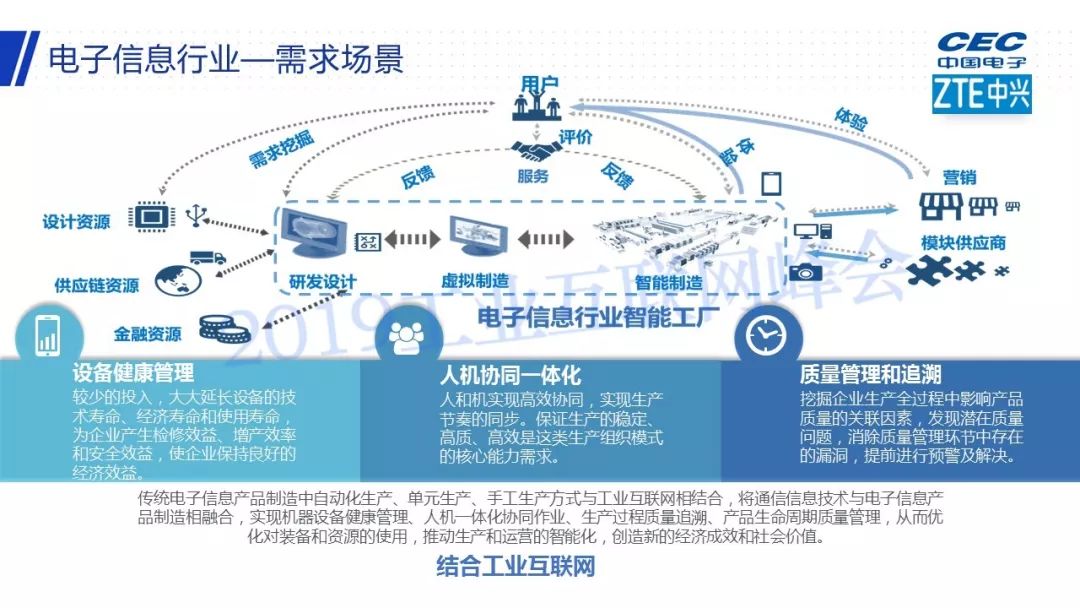 电子信息行业—需求场景
CEC
中国电子
ZTE中兴
用户
评价
服务
需求挖掘
反馈
反馈
体验
体验
设计资源
供应链资源
金融资源
研发设计
虚拟制造
智能制造
营销
模块供应商
电子信息行业智能工厂
2019工业互联网峰会
设备健康管理
较少的投入，大大延长设备的技
术寿命、经济寿命和使用寿命，
为企业产生检修效益、增产效率
和安全效益，使企业保持良好的
经济效益。
人机协同一体化
人和机实现高效协同，实现生产
节奏的同步。保证生产的稳定、
高质、高效是这类生产组织模式
的核心能力需求。
质量管理和追溯
挖掘企业生产全过程中影响产品
质量的关联因素，发现潜在质量
问题，消除质量管理环节中存在
的漏洞，提前进行预警及解决。
传统电子信息产品制造中自动化生产、单元生产、手工生产方式与工业互联网相结合，将通信信息技术与电子信息产
品制造相融合，实现机器设备健康管理、人机一体化协同作业、生产过程质量追溯、产品生命周期质量管理，从而优
化对装备和资源的使用，推动生产和运营的智能化，创造新的经济成效和社会价值。
结合工业互联网